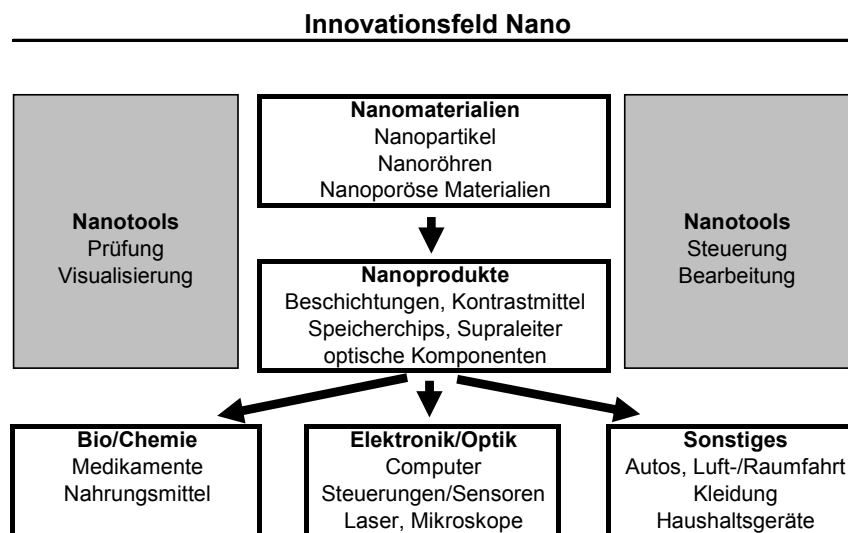 Innovationsfeld Nano
Nanomaterialien
Nanopartikel
Nanoröhren
Nanoporöse Materialien
Nanotools
Prüfung
Visualisierung
Nanotools
Steuerung
Bearbeitung
Nanoprodukte
Beschichtungen, Kontrastmittel
Speicherchips, Supraleiter
optische Komponenten
Bio/Chemie
Medikamente
Nahrungsmittel
Elektronik/Optik
Computer
Steuerungen/Sensoren
Laser, Mikroskope
Sonstiges
Autos, Luft-/Raumfahrt
Kleidung
Haushaltsgeräte